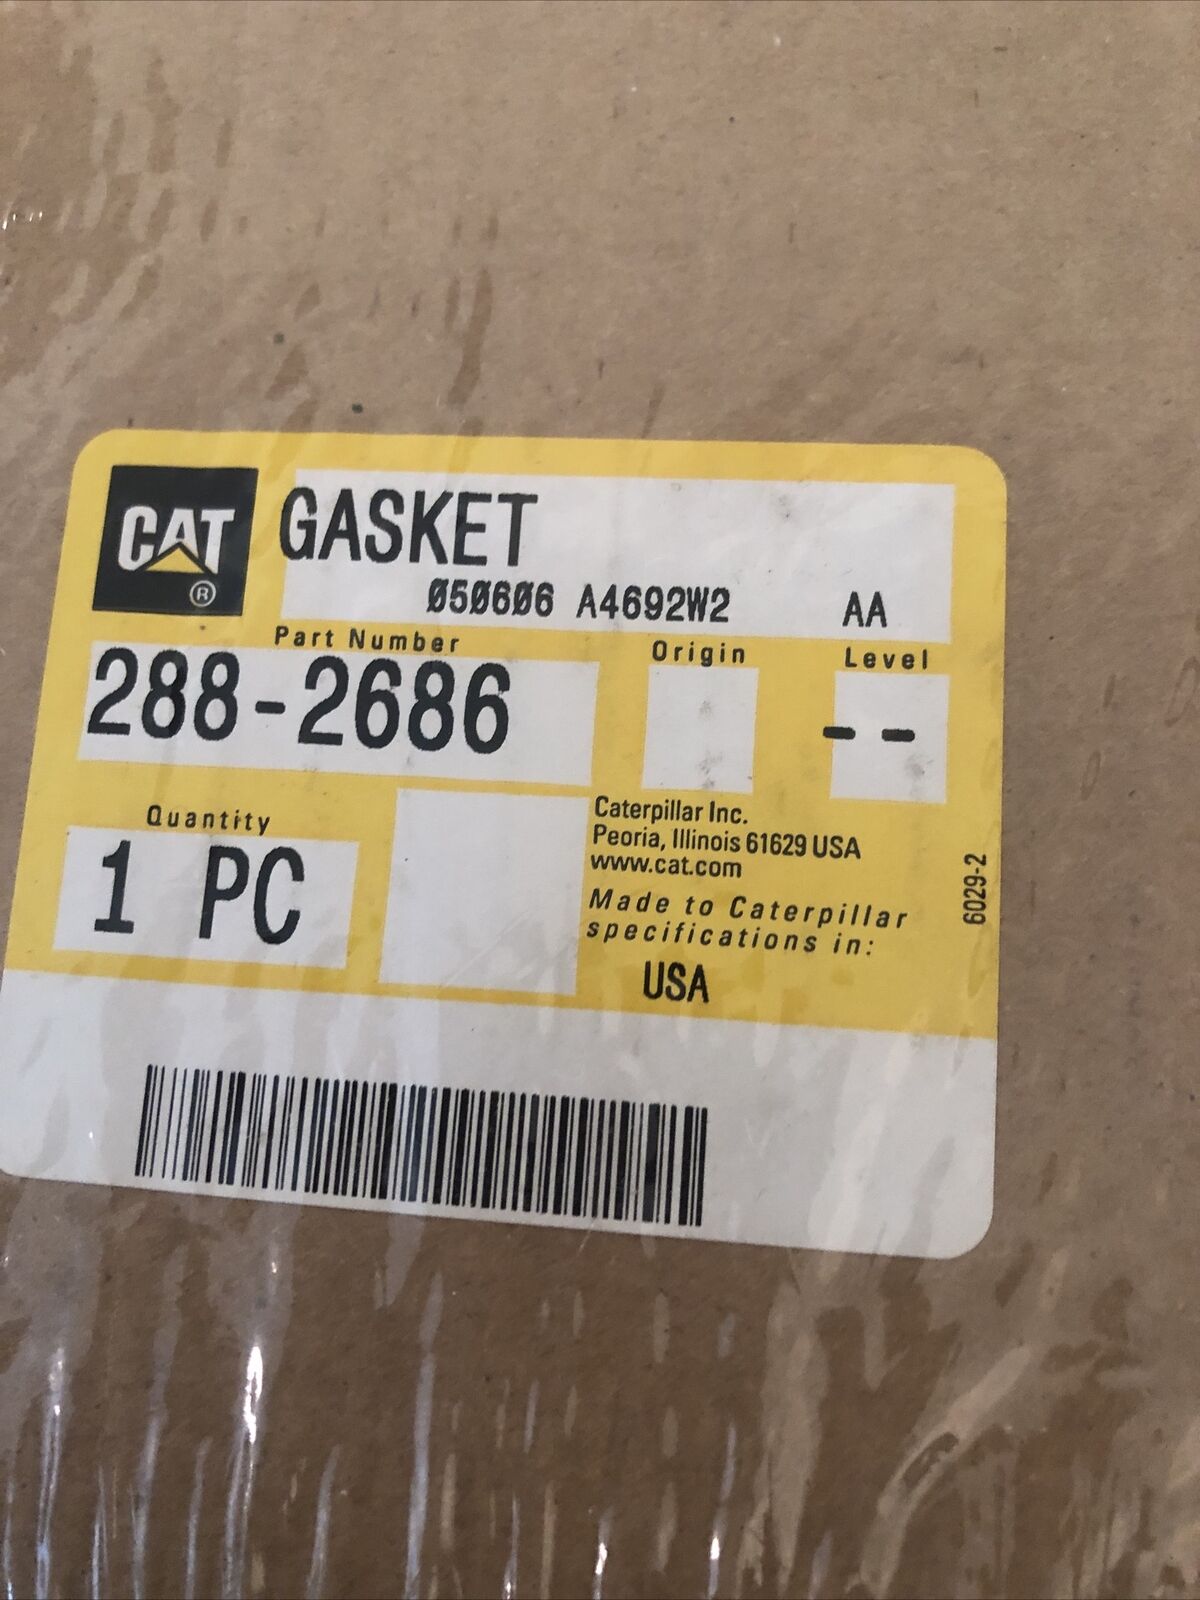 CAT
®
GASKET
050606 A4692W2 AA
Part Number
288-2686
Origin
Level
--
Quantity
1 PC
Caterpillar Inc.
Peoria, Illinois 61629 USA
www.cat.com
Made to Caterpillar
specifications in:
USA
6029-2